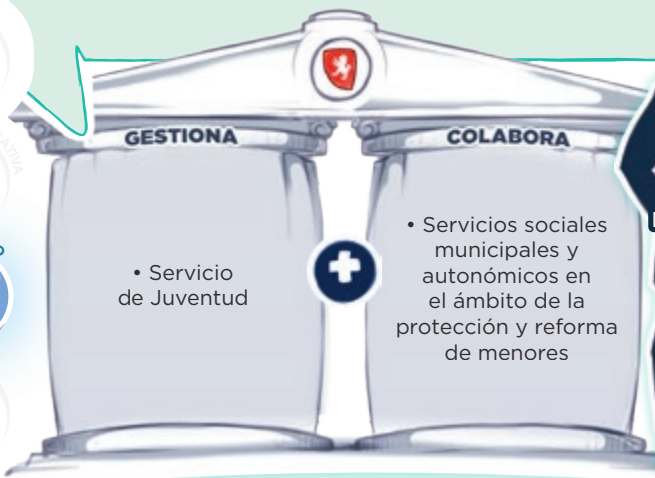 GESTIONA
COLABORA
• Servicio
de Juventud
• Servicios sociales
municipales y
autonómicos en
el ámbito de la
protección y reforma
de menores